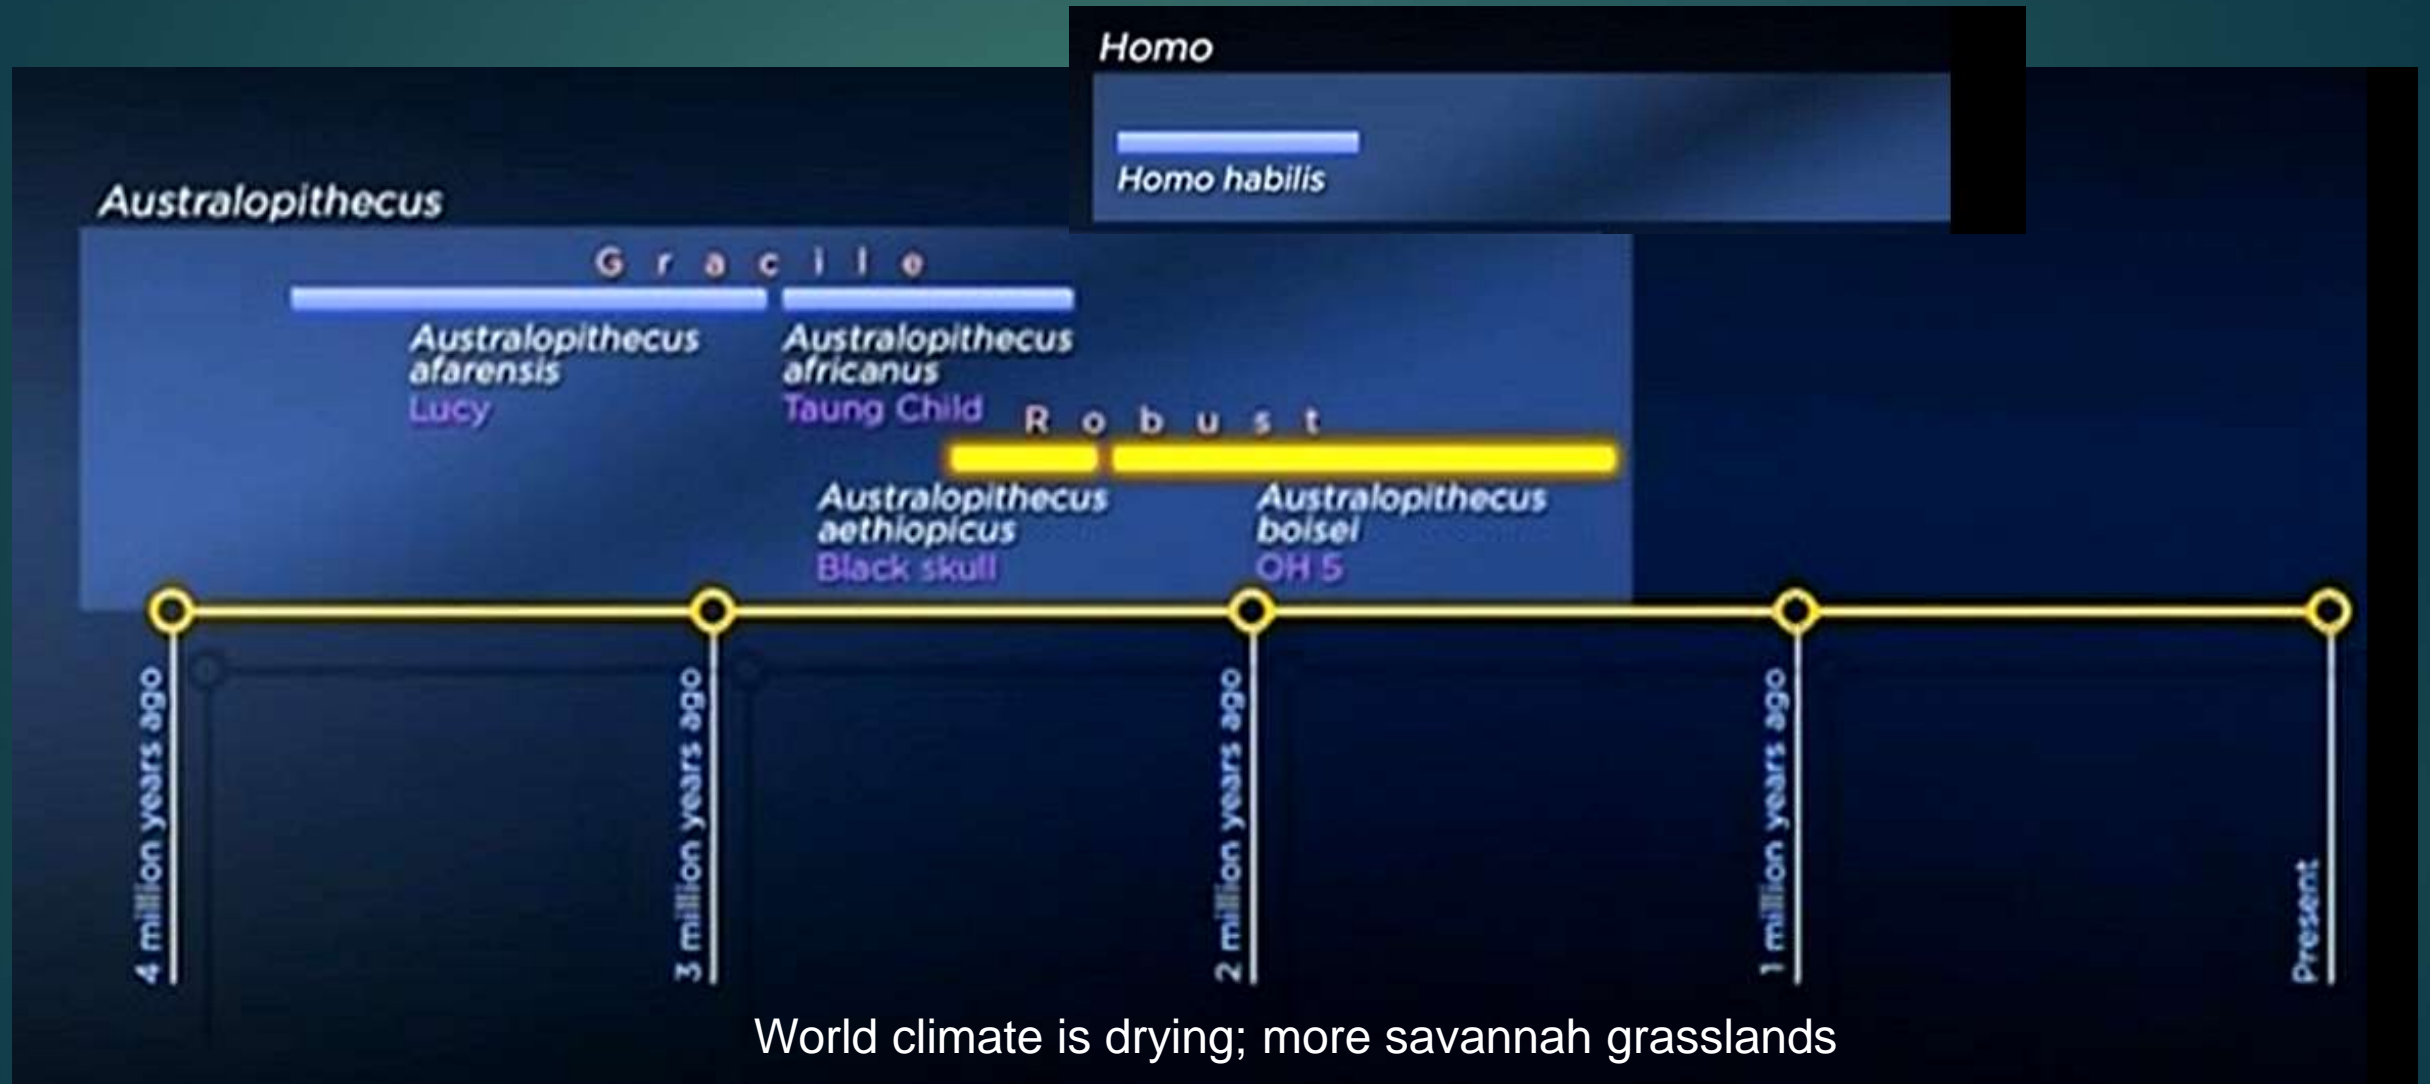 Homo
Homo habilis
Australopithecus
Gracile
Australopithecus
afarensis
Lucy
Australopithecus
africanus
Taung Child
Robust
Australopithecus
aethiopicus
Black skull
Australopithecus
boisei
OH 5
4 million years ago
3 million years ago
2 million years ago
1 million years ago
Present
World climate is drying; more savannah grasslands